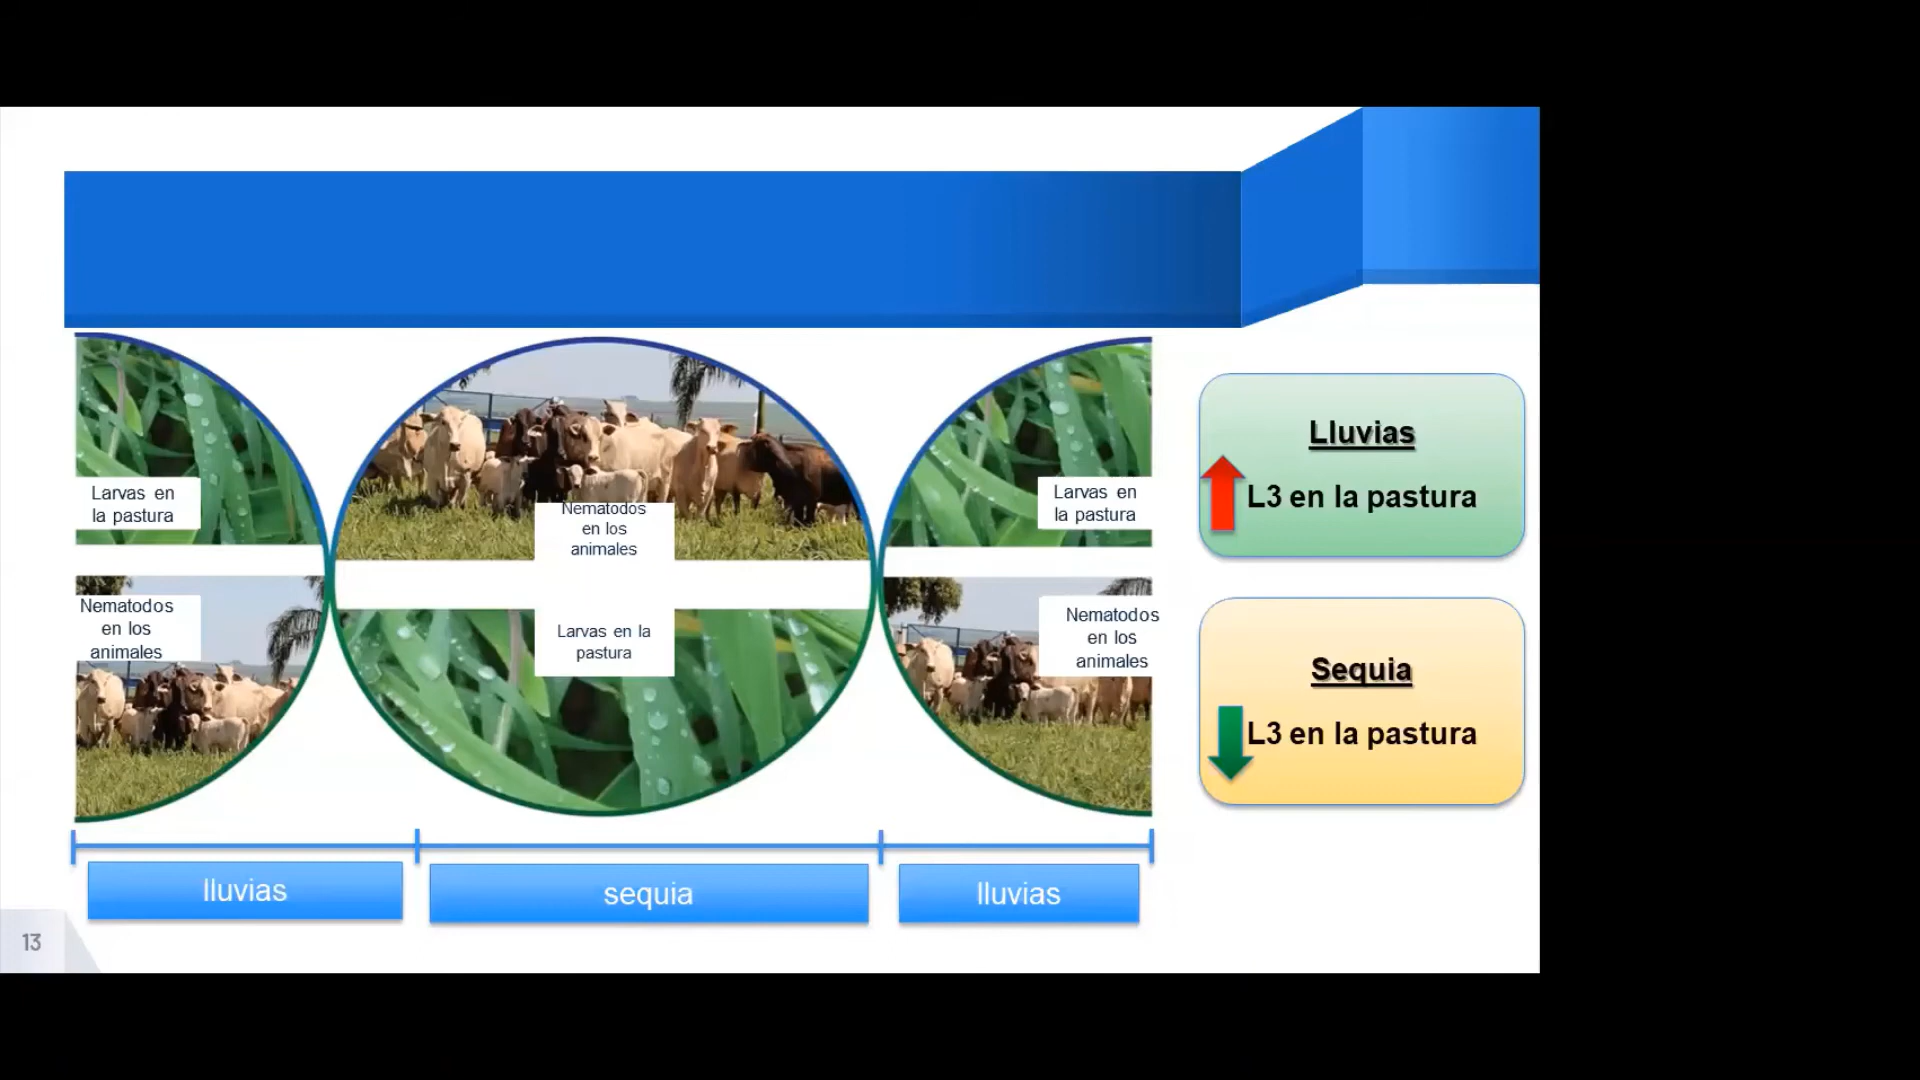 Larvas en
la pastura
Nematodos
en los
animales
Nematodos
en los
animales
Larvas en la
pastura
Larvas en
la pastura
Nematodos
en los
animales
Lluvias
L3 en la pastura
Sequia
L3 en la pastura
lluvias
sequia
lluvias
13